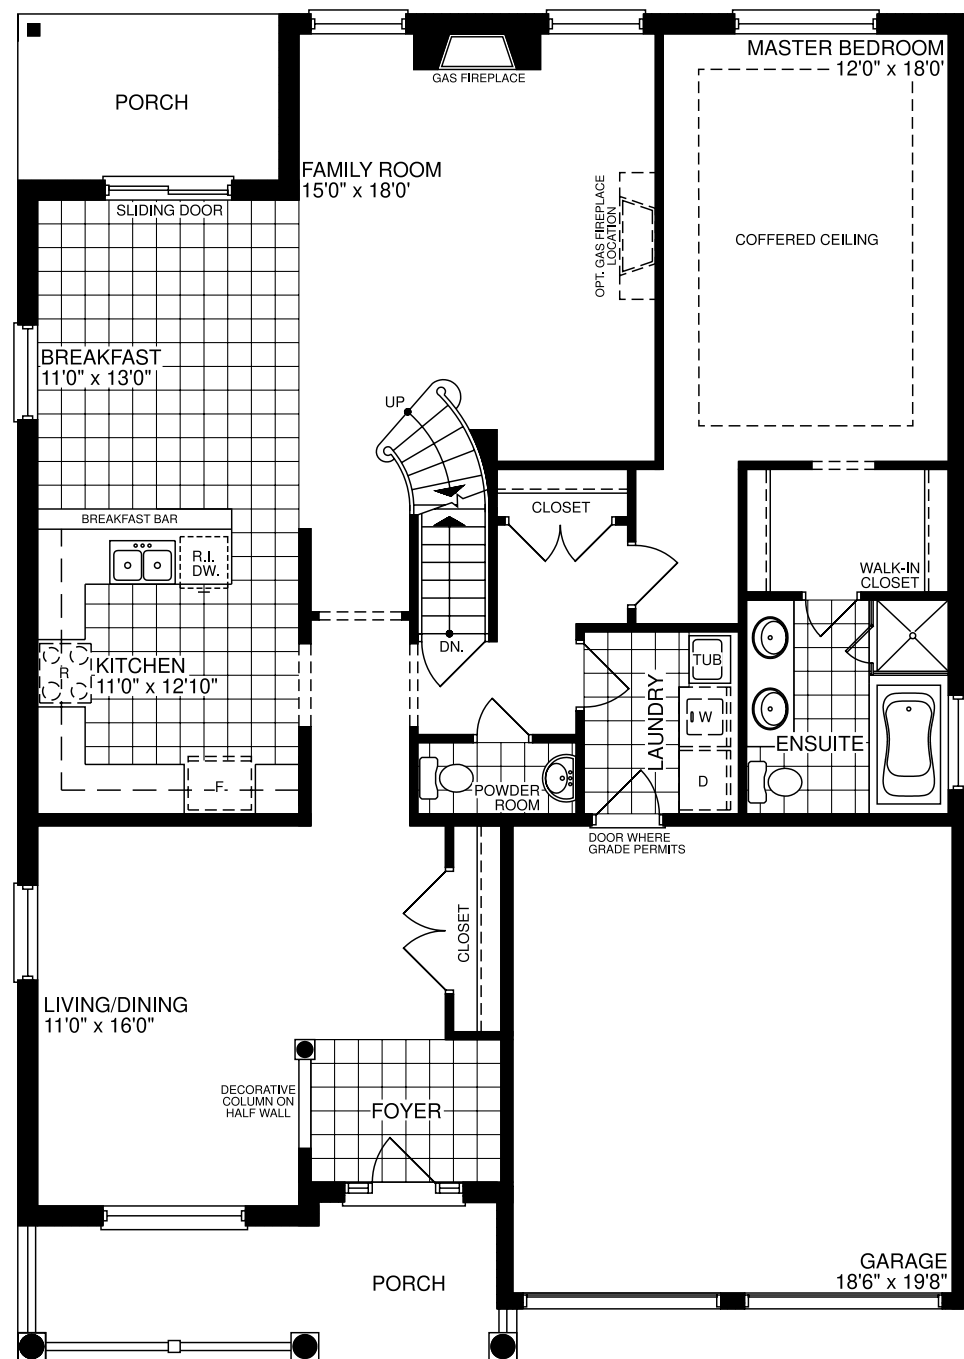 MASTER BEDROOM
12'0" x 18'0'
GAS FIREPLACE
PORCH
FAMILY ROOM
15'0" x 18'0'
SLIDING DOOR
OPT. GAS FIREPLACE
LOCATION
COFFERED CEILING
BREAKFAST
11'0" x 13'0"
UP
CLOSET
BREAKFAST BAR
R.I.
DW.
WALK-IN
CLOSET
DN.
TUB
KITCHEN
11'0" x 12'10"
R
LAUNDRY
W
ENSUITE
F.
POWDER
ROOM
D
DOOR WHERE
GRADE PERMITS
CLOSET
LIVING/DINING
11'0" x 16'0"
DECORATIVE
COLUMN ON
HALF WALL
FOYER
GARAGE
18'6" x 19'8"
PORCH